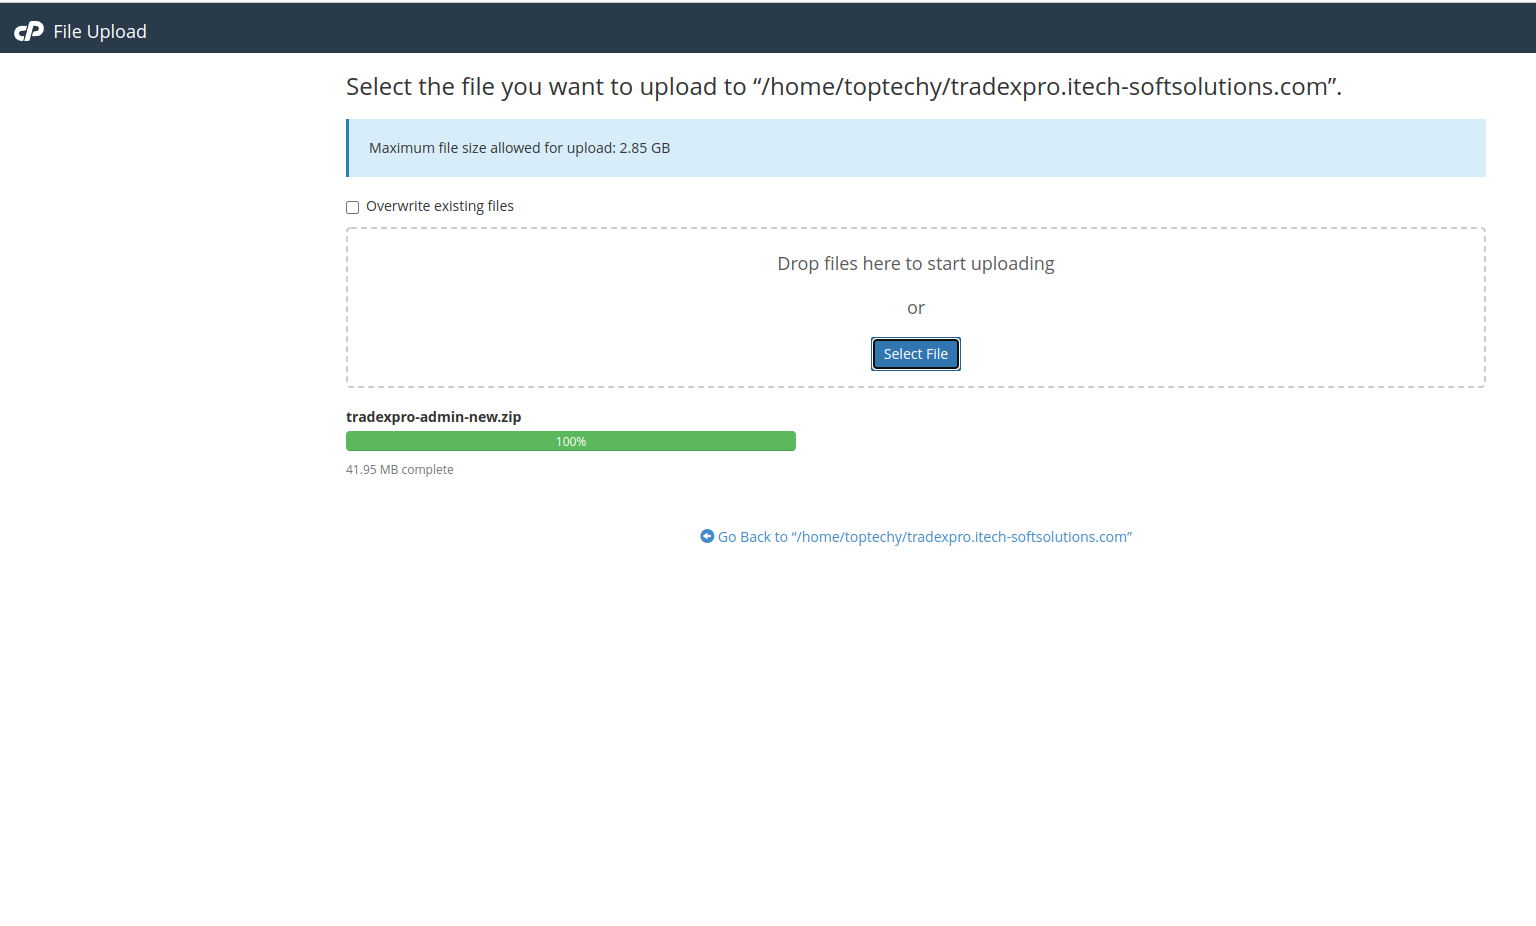 cP File Upload
Select the file you want to upload to “/home/toptechy/tradexpro.itech-softsolutions.com”.
Maximum file size allowed for upload: 2.85 GB
Overwrite existing files
Drop files here to start uploading
or
Select File
tradexpro-admin-new.zip
100%
41.95 MB complete
Go Back to “/home/toptechy/tradexpro.itech-softsolutions.com”